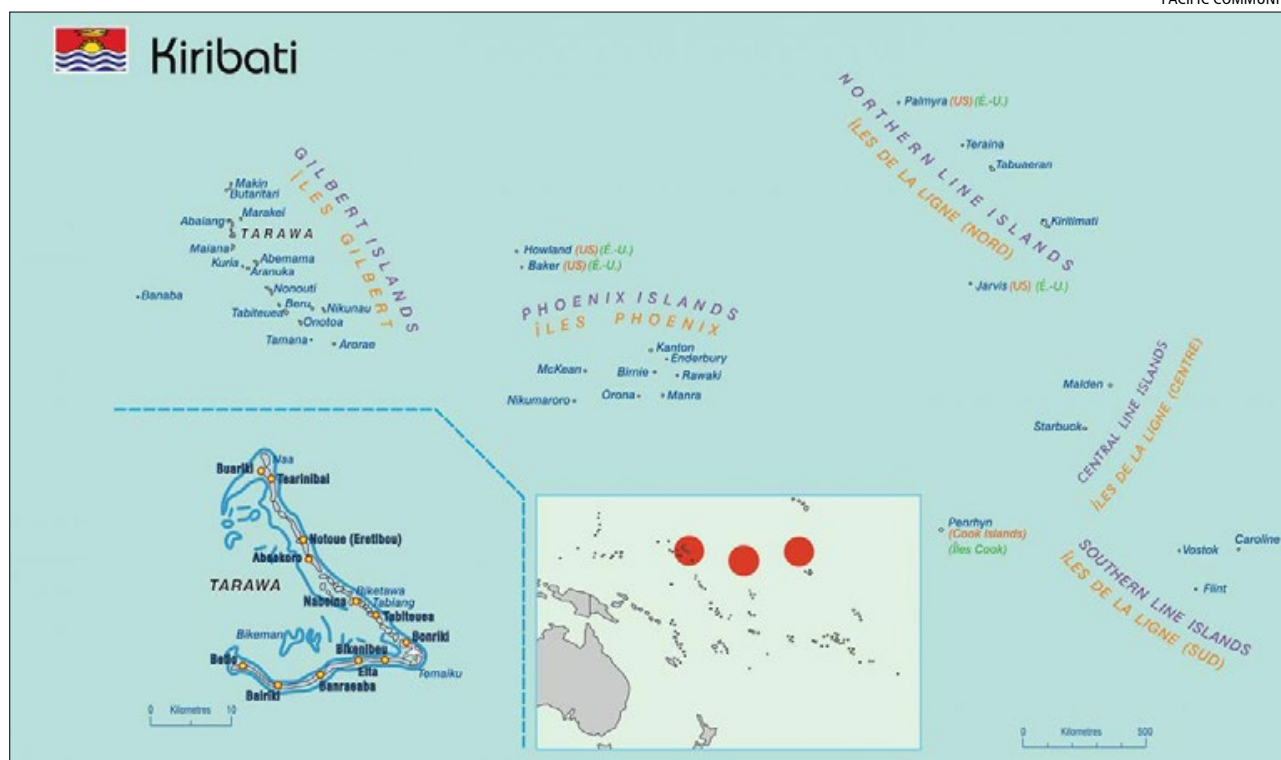 PACIFIC COMMUNI
Kiribati
NORTHERN LINE ISLANDS
ÎLES DE LA LIGNE (NORD)
Palmyra (US) (É.-U.)
Teraina
Tabuaeran
Kiritimati
Jarvis (US) (É.-U.)
GILBERT ISLANDS
ÎLES GILBERT
Makin
Butaritari
Marakei
Abaiang
TARAWA
Maiana
Abemama
Kuria
Aranuka
Banaba
Nonouti
Beru
Nikunau
Tabiteuea
Onotoa
Tamana
Arorae
Howland (US) (É.-U.)
Baker (US) (É.-U.)
PHOENIX ISLANDS
ÎLES PHOENIX
Kanton
Enderbury
McKean
Birnie
Rawaki
Nikumaroro
Orona
Manra
CENTRAL LINE ISLANDS
ÎLES DE LA LIGNE (CENTRE)
Malden
Starbuck
Penrhyn
(Cook Islands)
(Îles Cook)
SOUTHERN LINE ISLANDS
ÎLES DE LA LIGNE (SUD)
Vostok
Caroline
Flint
Naa
Buariki
Tearinibai
Notoue (Eretibou)
Abaokoro
TARAWA
Biketawa
Nabeina
Tabiang
Tabiteuea
Bikeman
Bonriki
Bikenibeu
Betio
Eita
Temaiku
Banraeaba
Bairiki
0 Kilometres 10
0 Kilometres 500